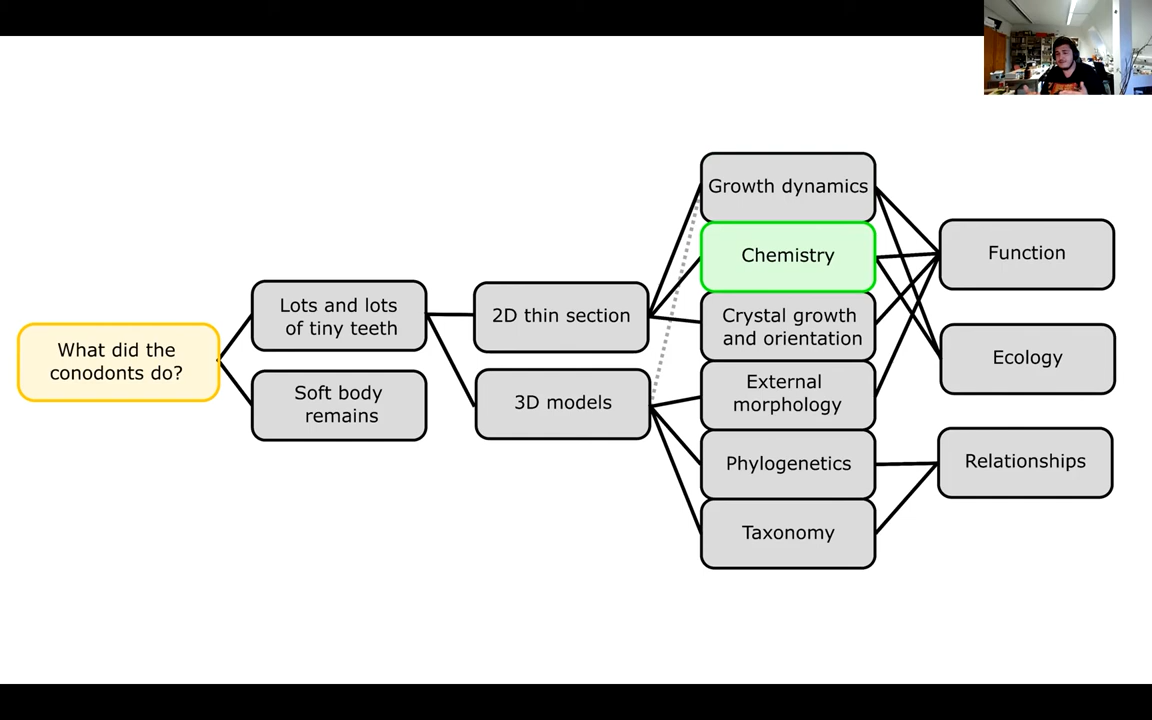 What did the
conodonts do?
Lots and lots
of tiny teeth
Soft body
remains
2D thin section
3D models
Growth dynamics
Chemistry
Crystal growth
and orientation
External
morphology
Phylogenetics
Taxonomy
Function
Ecology
Relationships